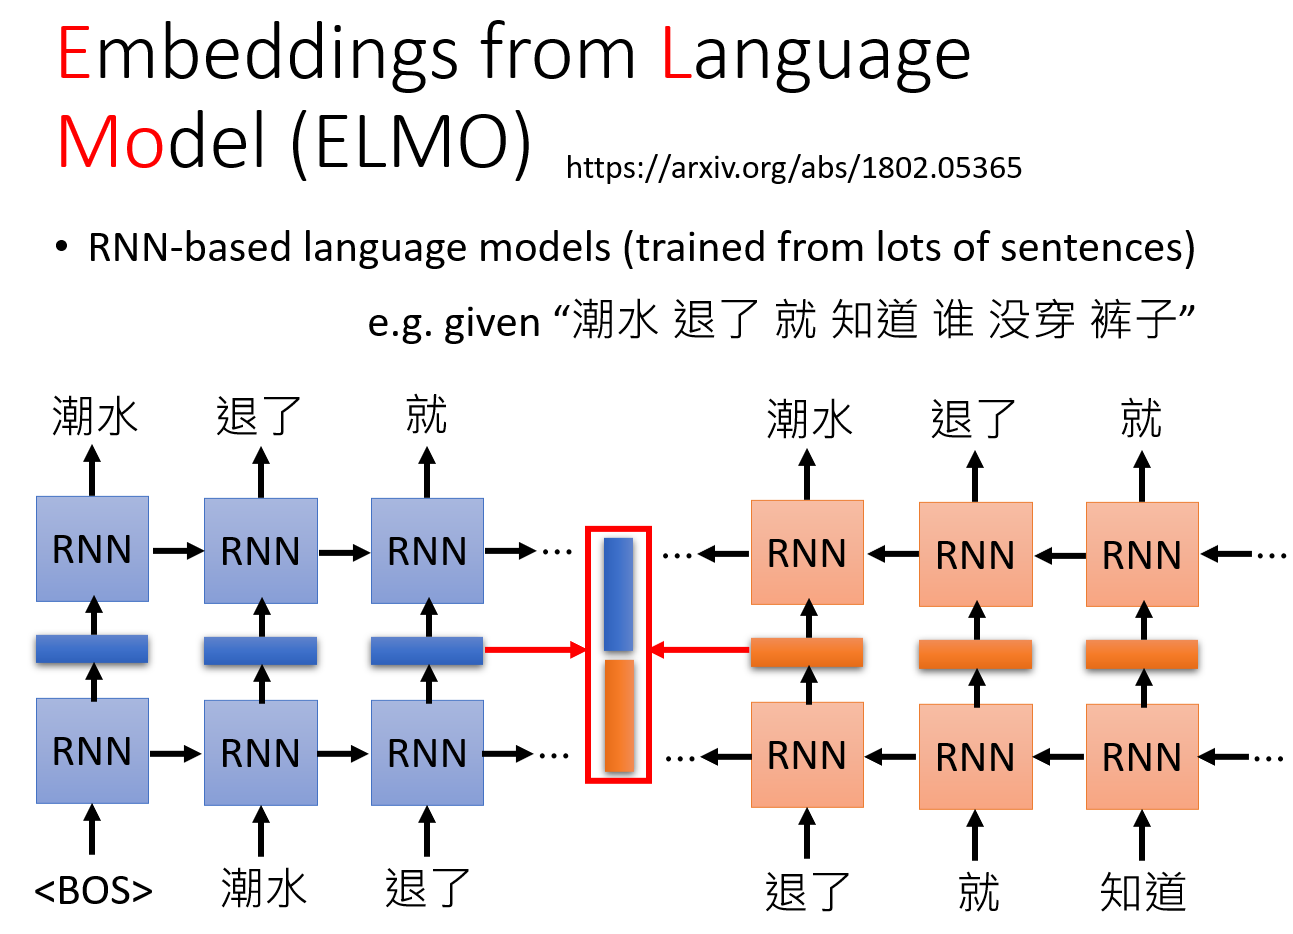 Embeddings from Language
Model (ELMO) https://arxiv.org/abs/1802.05365
• RNN-based language models (trained from lots of sentences)
e.g. given “潮水 退了 就 知道 谁 没穿 裤子”
潮水 退了 就 潮水 退了 就
RNN RNN RNN … … RNN RNN RNN …
RNN RNN RNN … … RNN RNN RNN …
<BOS> 潮水 退了 退了 就 知道